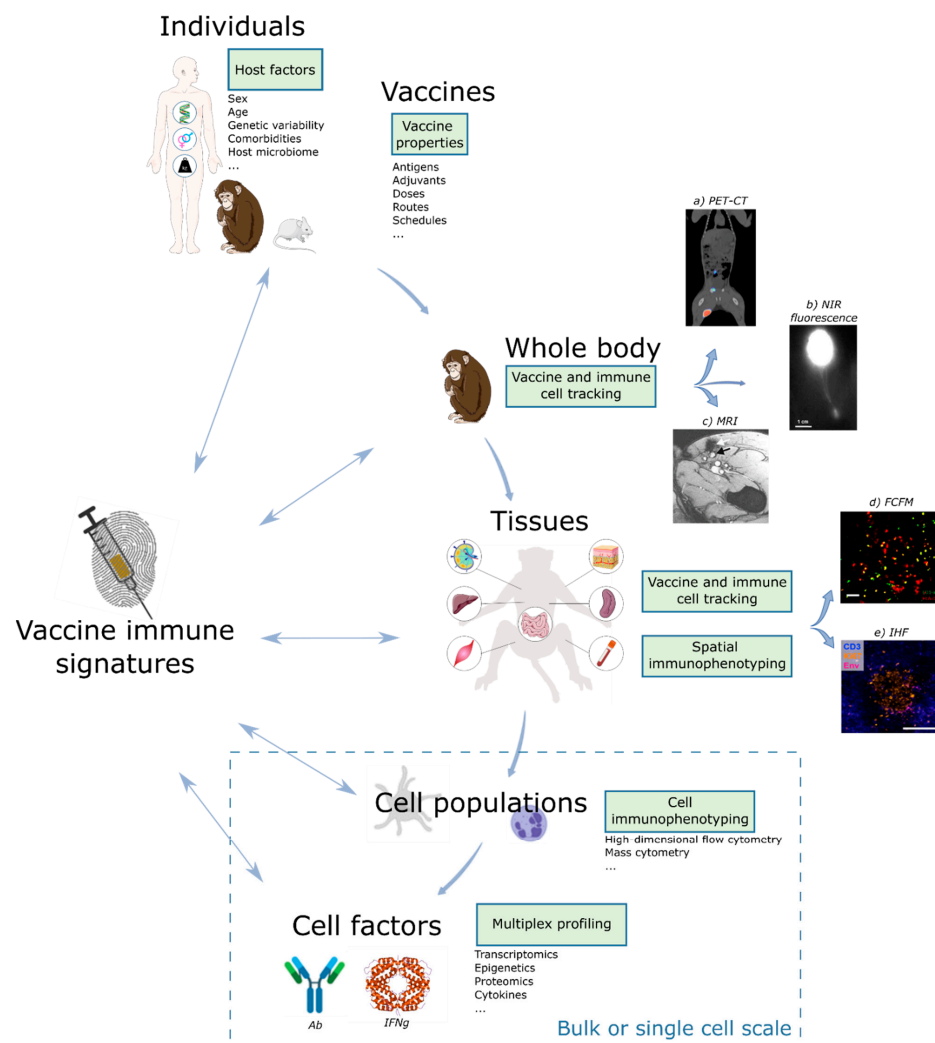 Individuals
Host factors
Sex
Age
Genetic variability
Comorbidities
Host microbiome
...
Vaccines
Vaccine
properties
Antigens
Adjuvants
Doses
Routes
Schedules
...
a) PET-CT
b) NIR
fluorescence
1 cm
Whole body
Vaccine and immune
cell tracking
c) MRI
Tissues
Vaccine and immune
cell tracking
Spatial
immunophenotyping
d) FCFM
e) IHF
CD3
Env
Vaccine immune
signatures
Cell populations
Cell
immunophenotyping
High-dimensional flow cytometry
Mass cytometry
...
Cell factors
Ab
IFNg
Multiplex profiling
Transcriptomics
Epigenetics
Proteomics
Cytokines
...
Bulk or single cell scale